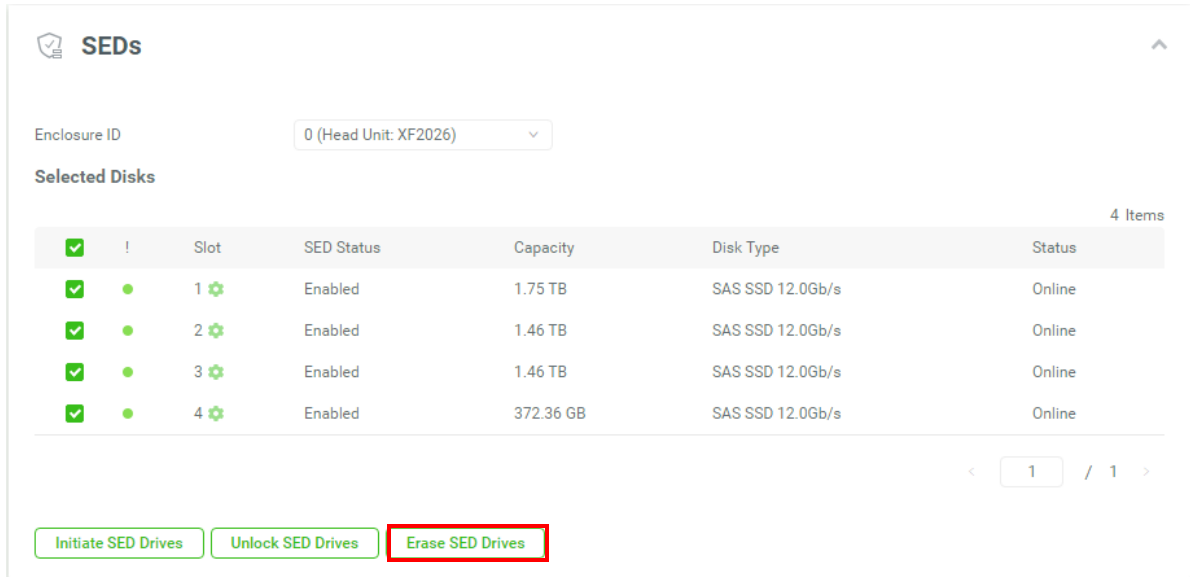 SEDs
Enclosure ID 0 (Head Unit: XF2026)
Selected Disks
4 Items
! Slot SED Status Capacity Disk Type Status
1 Enabled 1.75 TB SAS SSD 12.0Gb/s Online
2 Enabled 1.46 TB SAS SSD 12.0Gb/s Online
3 Enabled 1.46 TB SAS SSD 12.0Gb/s Online
4 Enabled 372.36 GB SAS SSD 12.0Gb/s Online
< 1 / 1 >
Initiate SED Drives Unlock SED Drives Erase SED Drives